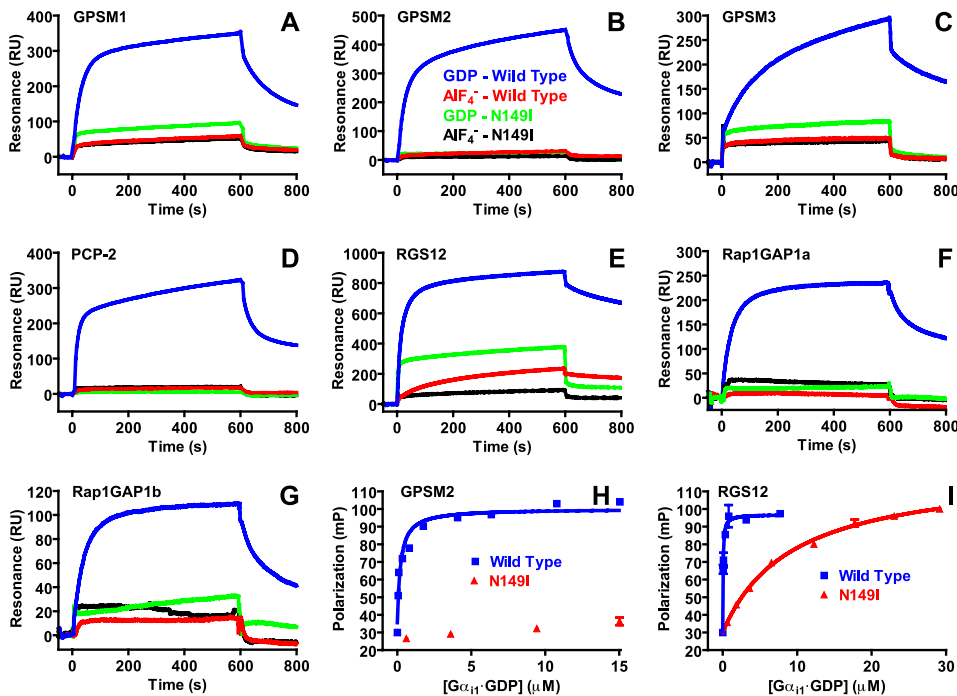 GPSM1
A
Resonance (RU)
400
300
200
100
0
0 200 400 600 800
Time (s)
GPSM2
B
Resonance (RU)
500
400
300
200
100
0
GDP - Wild Type
AlF4- - Wild Type
GDP - N149I
AlF4- - N149I
0 200 400 600 800
Time (s)
GPSM3
C
Resonance (RU)
300
250
200
150
100
50
0
0 200 400 600 800
Time (s)
PCP-2
D
Resonance (RU)
400
300
200
100
0
0 200 400 600 800
Time (s)
RGS12
E
Resonance (RU)
1000
800
600
400
200
0
0 200 400 600 800
Time (s)
Rap1GAP1a
F
Resonance (RU)
250
200
150
100
50
0
0 200 400 600 800
Time (s)
Rap1GAP1b
G
Resonance (RU)
120
100
80
60
40
20
0
0 200 400 600 800
Time (s)
GPSM2
H
Polarization (mP)
110
100
90
80
70
60
50
40
30
20
Wild Type
N149I
0 5 10 15
[Gαi1·GDP] (μM)
RGS12
I
Polarization (mP)
110
100
90
80
70
60
50
40
30
20
Wild Type
N149I
0 10 20 30
[Gαi1·GDP] (μM)